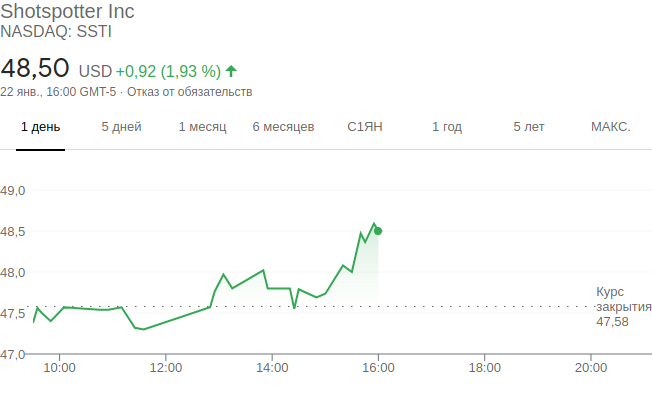 Shotspotter Inc
NASDAQ: SSTI
48,50 USD +0,92 (1,93 %)
22 янв., 16:00 GMT-5 · Отказ от обязательств
1 день 5 дней 1 месяц 6 месяцев С1ЯН 1 год 5 лет МАКС.
49,0
48,5
48,0
Курс
закрытия
47,58
47,5
47,0
10:00 12:00 14:00 16:00 18:00 20:00